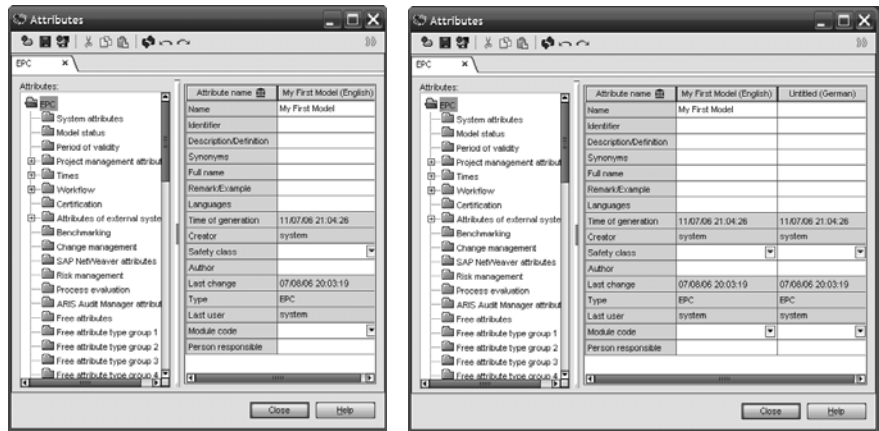 Attributes
EPC
Attributes:
EPC
System attributes
Model status
Period of validity
Project management attribut
Times
Workflow
Certification
Attributes of external syste
Benchmarking
Change management
SAP NetWeaver attributes
Risk management
Process evaluation
ARIS Audit Manager attribut
Free attributes
Free attribute type group 1
Free attribute type group 2
Free attribute type group 3
Free attribute type group 4
Attribute name My First Model (English)
Name My First Model
Identifier
Description/Definition
Synonyms
Full name
Remark/Example
Languages
Time of generation 11/07/06 21:04:26
Creator system
Safety class
Author
Last change 07/08/06 20:03:19
Type EPC
Last user system
Module code
Person responsible
Close Help
Attributes
EPC
Attributes:
EPC
System attributes
Model status
Period of validity
Project management attribut
Times
Workflow
Certification
Attributes of external syste
Benchmarking
Change management
SAP NetWeaver attributes
Risk management
Process evaluation
ARIS Audit Manager attribut
Free attributes
Free attribute type group 1
Free attribute type group 2
Free attribute type group 3
Free attribute type group 4
Attribute name My First Model (English) Untitled (German)
Name My First Model
Identifier
Description/Definition
Synonyms
Full name
Remark/Example
Languages
Time of generation 11/07/06 21:04:26 11/07/06 21:04:26
Creator system system
Safety class
Author
Last change 07/08/06 20:03:19 07/08/06 20:03:19
Type EPC EPC
Last user system system
Module code
Person responsible
Close Help